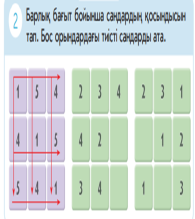 2
Барлық бағыт бойынша сандардың қосындысын
тап. Бос орындардағы тиісті сандарды ата.
1 5 4 2 3 4 2 3 1
4 1 5 4 2 1 2
5 4 1 3 4 1 3